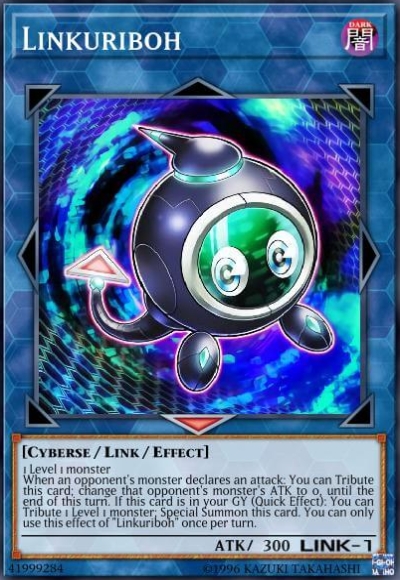 LINKURIBOH
DARK
闇
[CYBERSE / LINK / EFFECT]
1 Level 1 monster
When an opponent's monster declares an attack: You can Tribute
this card; change that opponent's monster's ATK to 0, until the
end of this turn. If this card is in your GY (Quick Effect): You can
Tribute 1 Level 1 monster; Special Summon this card. You can only
use this effect of "Linkuriboh" once per turn.
ATK/ 300 LINK-1
41999284 ©1996 KAZUKI TAKAHASHI